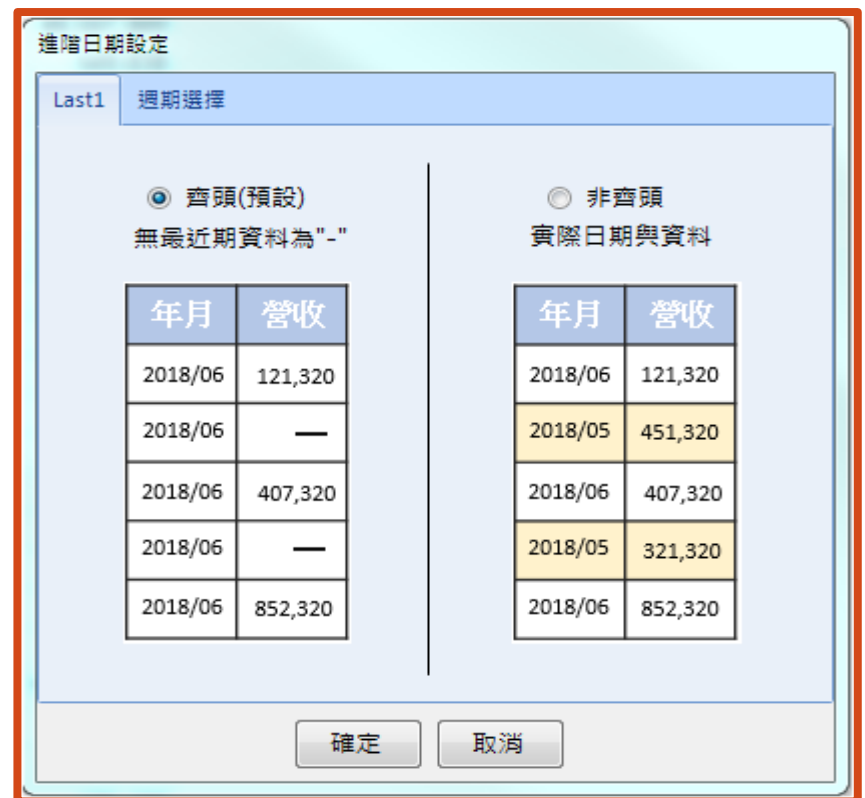 進階日期設定
Last1 週期選擇
齊頭(預設)
無最近期資料為"-"
年月 營收
2018/06 121,320
2018/06 —
2018/06 407,320
2018/06 —
2018/06 852,320
非齊頭
實際日期與資料
年月 營收
2018/06 121,320
2018/05 451,320
2018/06 407,320
2018/05 321,320
2018/06 852,320
確定 取消